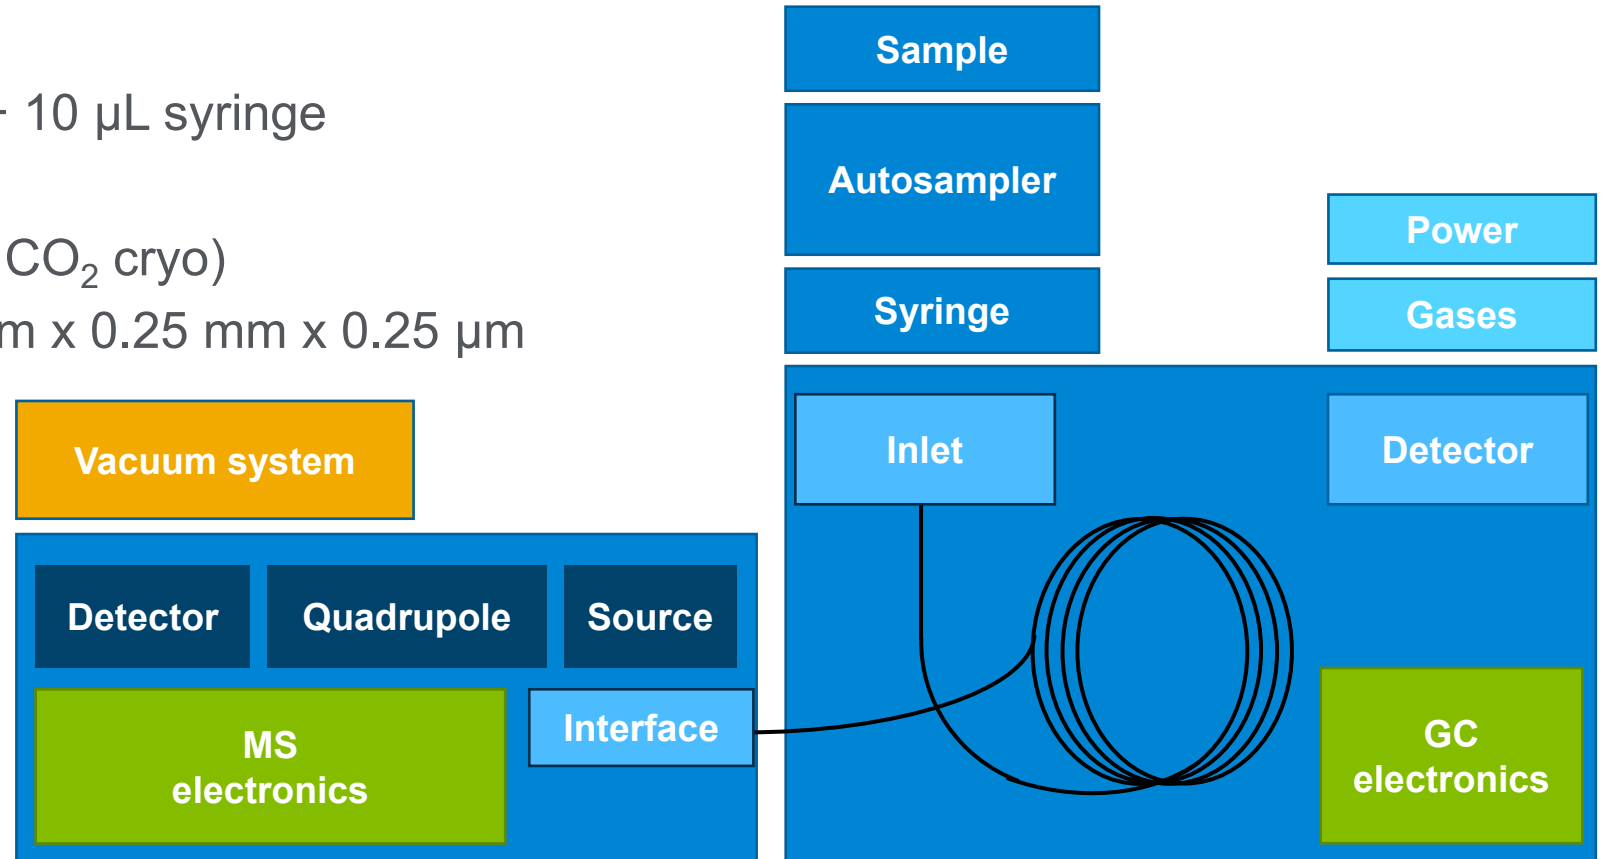 10 µL syringe
CO₂ cryo)
m x 0.25 mm x 0.25 µm
Sample
Autosampler
Syringe
Power
Gases
Vacuum system
Detector
Quadrupole
Source
MS
electronics
Interface
Inlet
Detector
GC
electronics